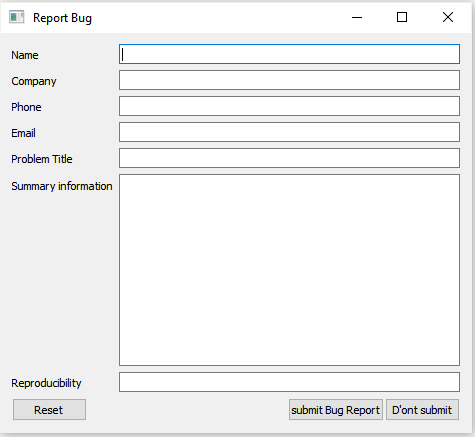 Report Bug
Name
Company
Phone
Email
Problem Title
Summary information
Reproducibility
Reset submit Bug Report D'ont submit